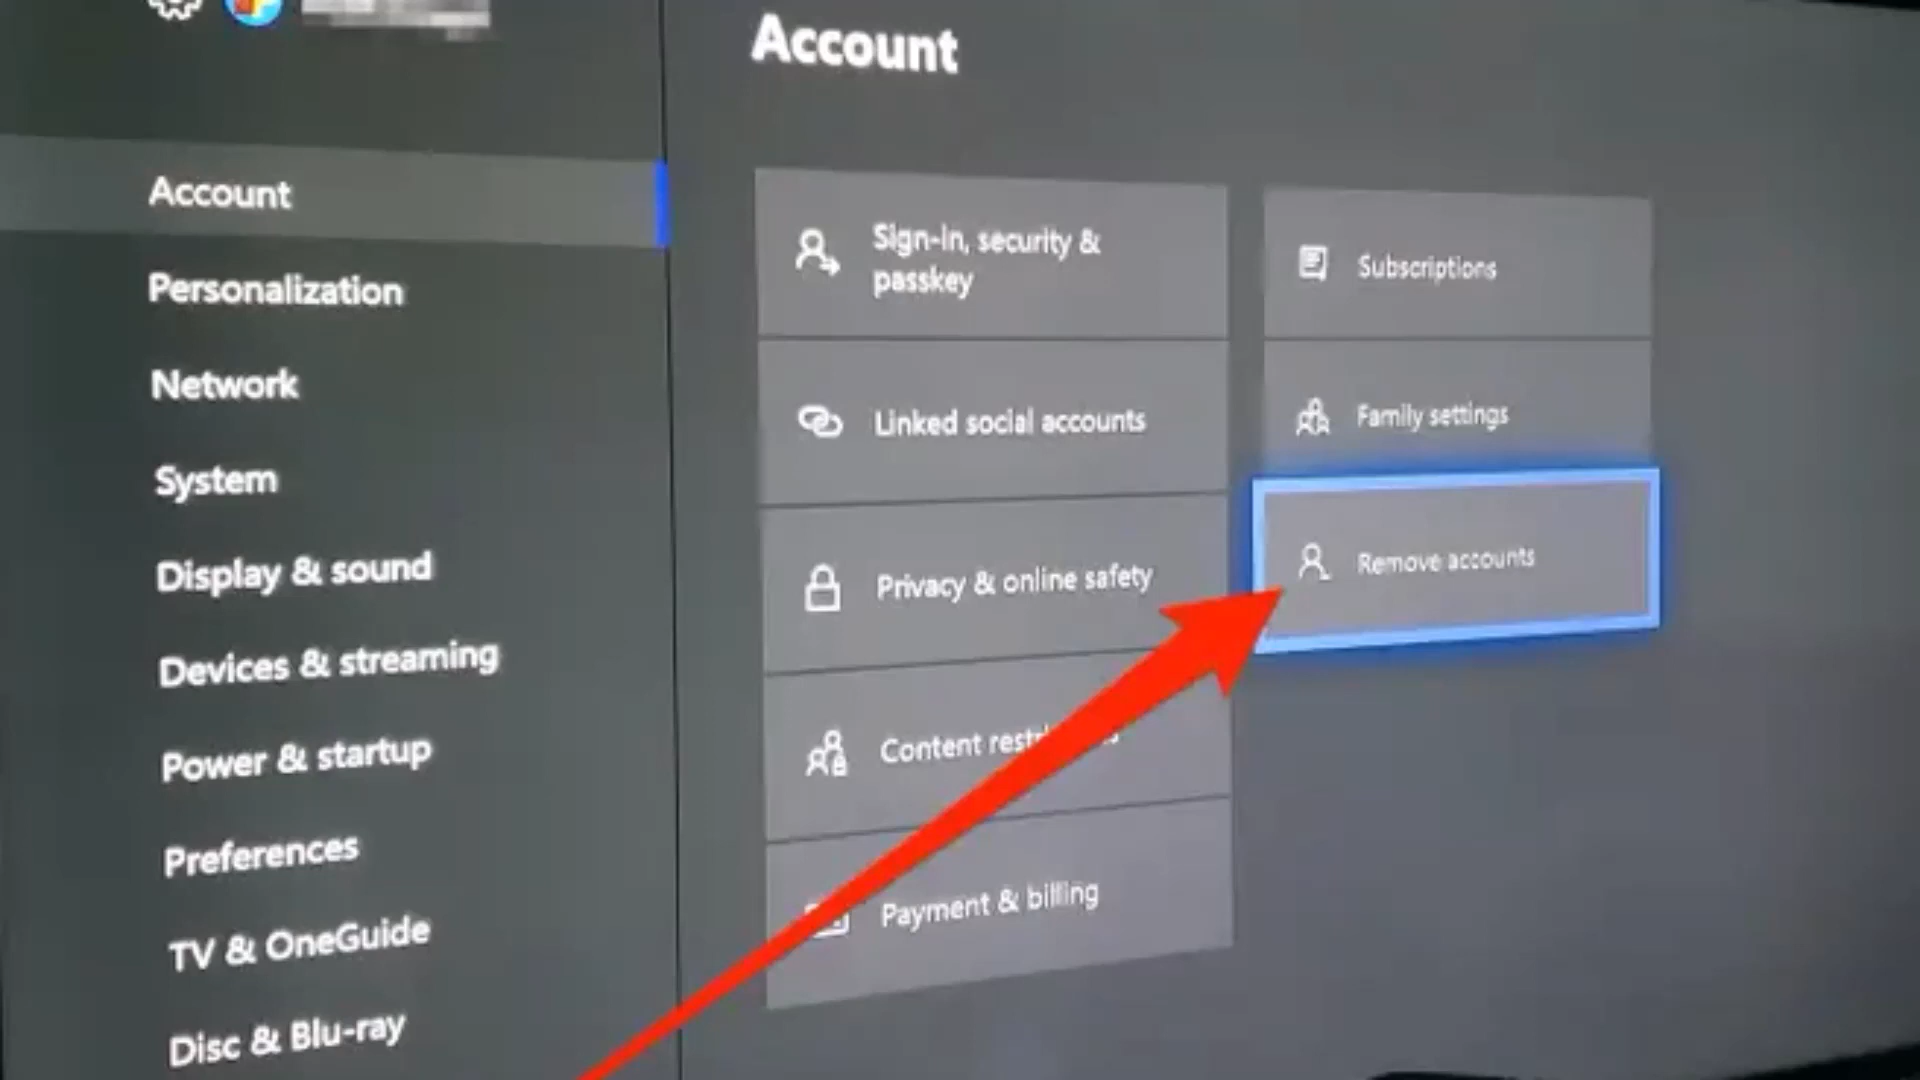 Account
Account
Personalization
Network
System
Display & sound
Devices & streaming
Power & startup
Preferences
TV & OneGuide
Disc & Blu-ray
Sign-in, security &
passkey
Linked social accounts
Privacy & online safety
Content
Payment & billing
Subscriptions
Family settings
Remove accounts